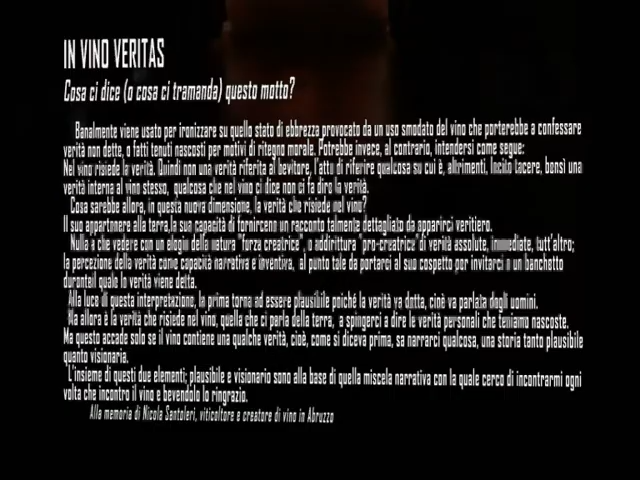 IN VINO VERITAS
Cosa ci dice (o cosa ci tramanda) questo motto?
Banalmente viene usato per ironizzare su quello stato di ebbrezza provocato da un uso smodato del vino che porterebbe a confessare
verità non dette, o fatti tenuti nascosti per motivi di ritegno morale. Potrebbe invece, al contrario, intendersi come segue:
Nel vino risiede la verità. Quindi non una verità riferita al bevitore, l'atto di riferire qualcosa su cui è, altrimenti, lecito tacere, bensì una
verità interna al vino stesso, qualcosa che nel vino ci dice non ci fa dire la verità.
Cosa sarebbe allora, in questa nuova dimensione, la verità che risiede nel vino?
Il suo appartenere alla terra, la sua capacità di fornircene un racconto talmente dettagliato da apparirci veritiero.
Nulla a che vedere con un elogio della natura "forza creatrice", o addirittura "pro-creatrice" di verità assolute, immediate, tutt'altro;
la percezione della verità come capacità narrativa e inventiva, al punto tale da portarci al suo cospetto per invitarci a un banchetto
durante il quale lo verità viene detta.
Alla luce di questa interpretazione, la prima torna ad essere plausibile poiché la verità va detta, cioè va parlata dagli uomini.
Ma allora è la verità che risiede nel vino, quella che ci parla della terra, a spingerci a dire le verità personali che teniamo nascoste.
Ma questo accade solo se il vino contiene una qualche verità, cioè, come si diceva prima, sa narrarci qualcosa, una storia tanto plausibile
quanto visionaria.
L'insieme di questi due elementi; plausibile e visionario sono alla base di quella miscela narrativa con la quale cerco di incontrarmi ogni
volta che incontro il vino e bevendolo lo ringrazio.
Alla memoria di Nicola Santoleri, viticoltore e creatore di vino in Abruzzo